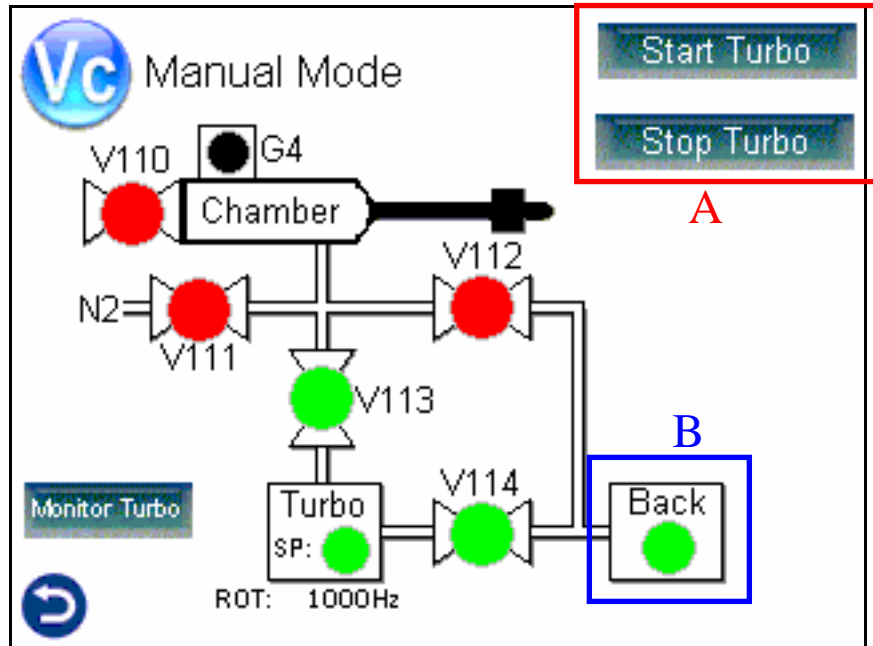 Vc Manual Mode
Start Turbo
Stop Turbo
A
V110
G4
Chamber
V112
N2
V111
V113
B
Monitor Turbo
Turbo
SP:
V114
Back
ROT: 1000Hz